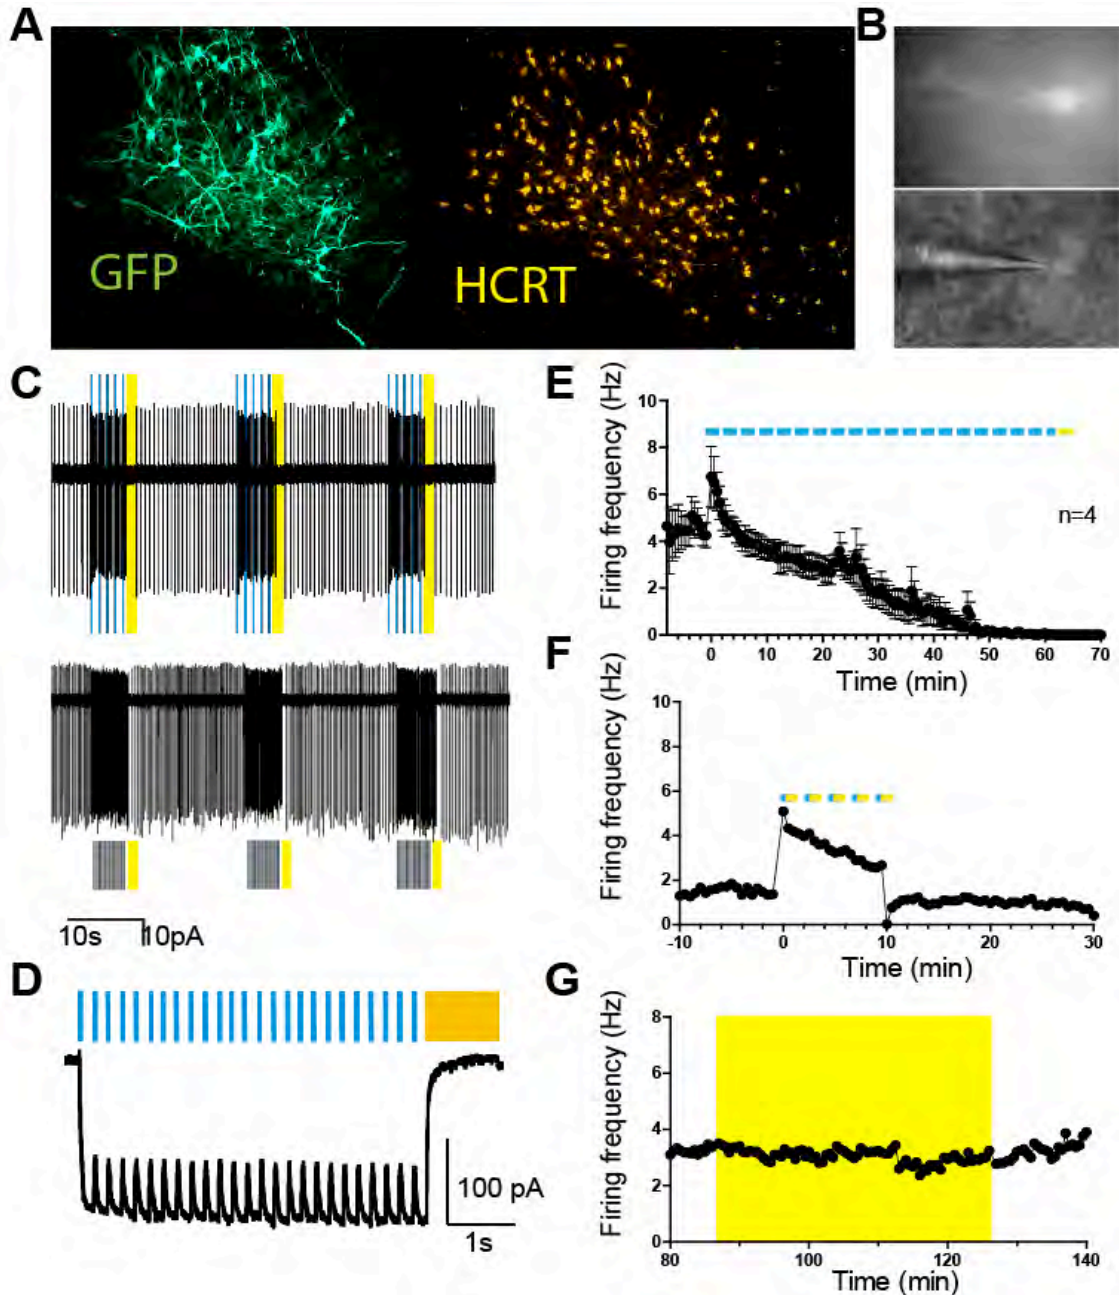 A
B
GFP
HCRT
C
10s
10pA
D
100 pA
1s
E
Firing frequency (Hz)
10
8
6
4
2
0
n=4
0
10
20
30
40
50
60
70
Time (min)
F
Firing frequency (Hz)
10
8
6
4
2
0
-10
0
10
20
30
Time (min)
G
Firing frequency (Hz)
8
6
4
2
0
80
100
120
140
Time (min)